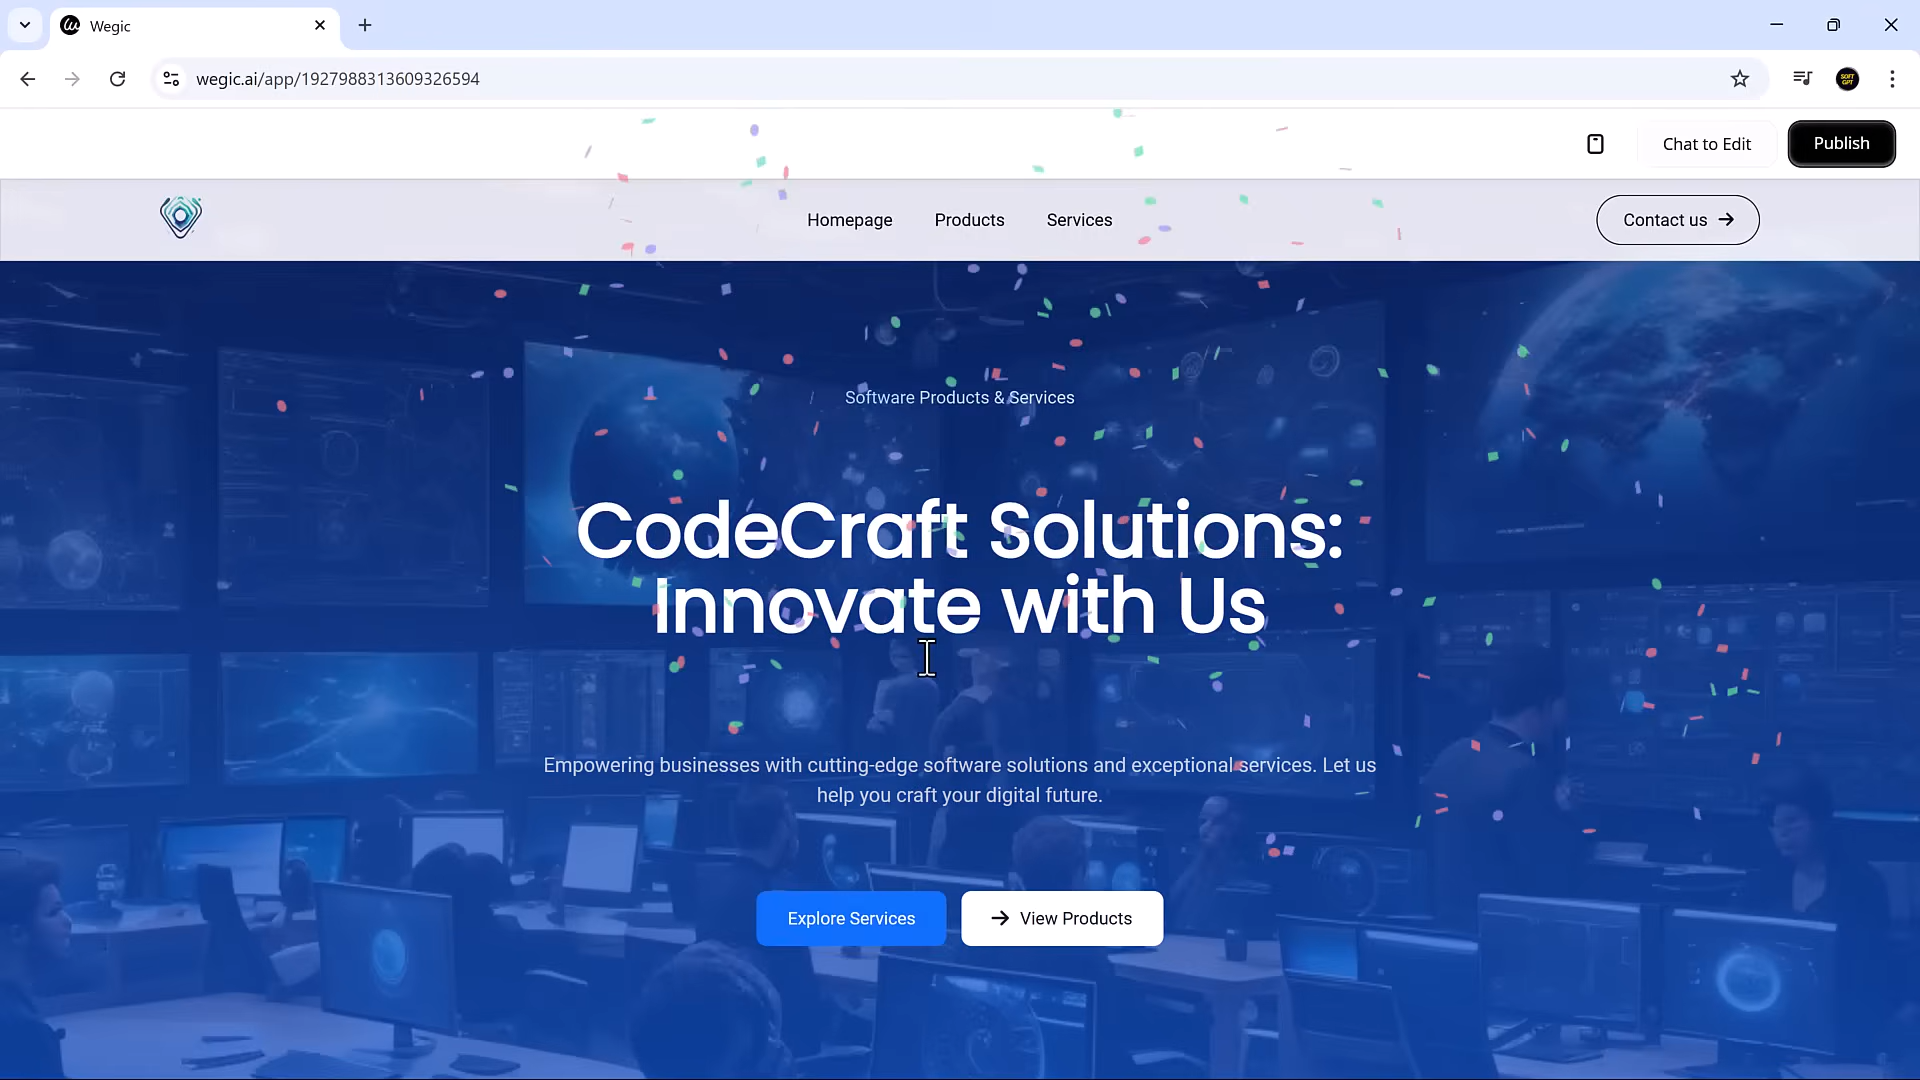 Wegic
wegic.ai/app/1927988313609326594
Chat to Edit
Publish
Homepage
Products
Services
Contact us
Software Products & Services
CodeCraft Solutions:
Innovate with Us
Empowering businesses with cutting-edge software solutions and exceptional services. Let us
help you craft your digital future.
Explore Services
View Products